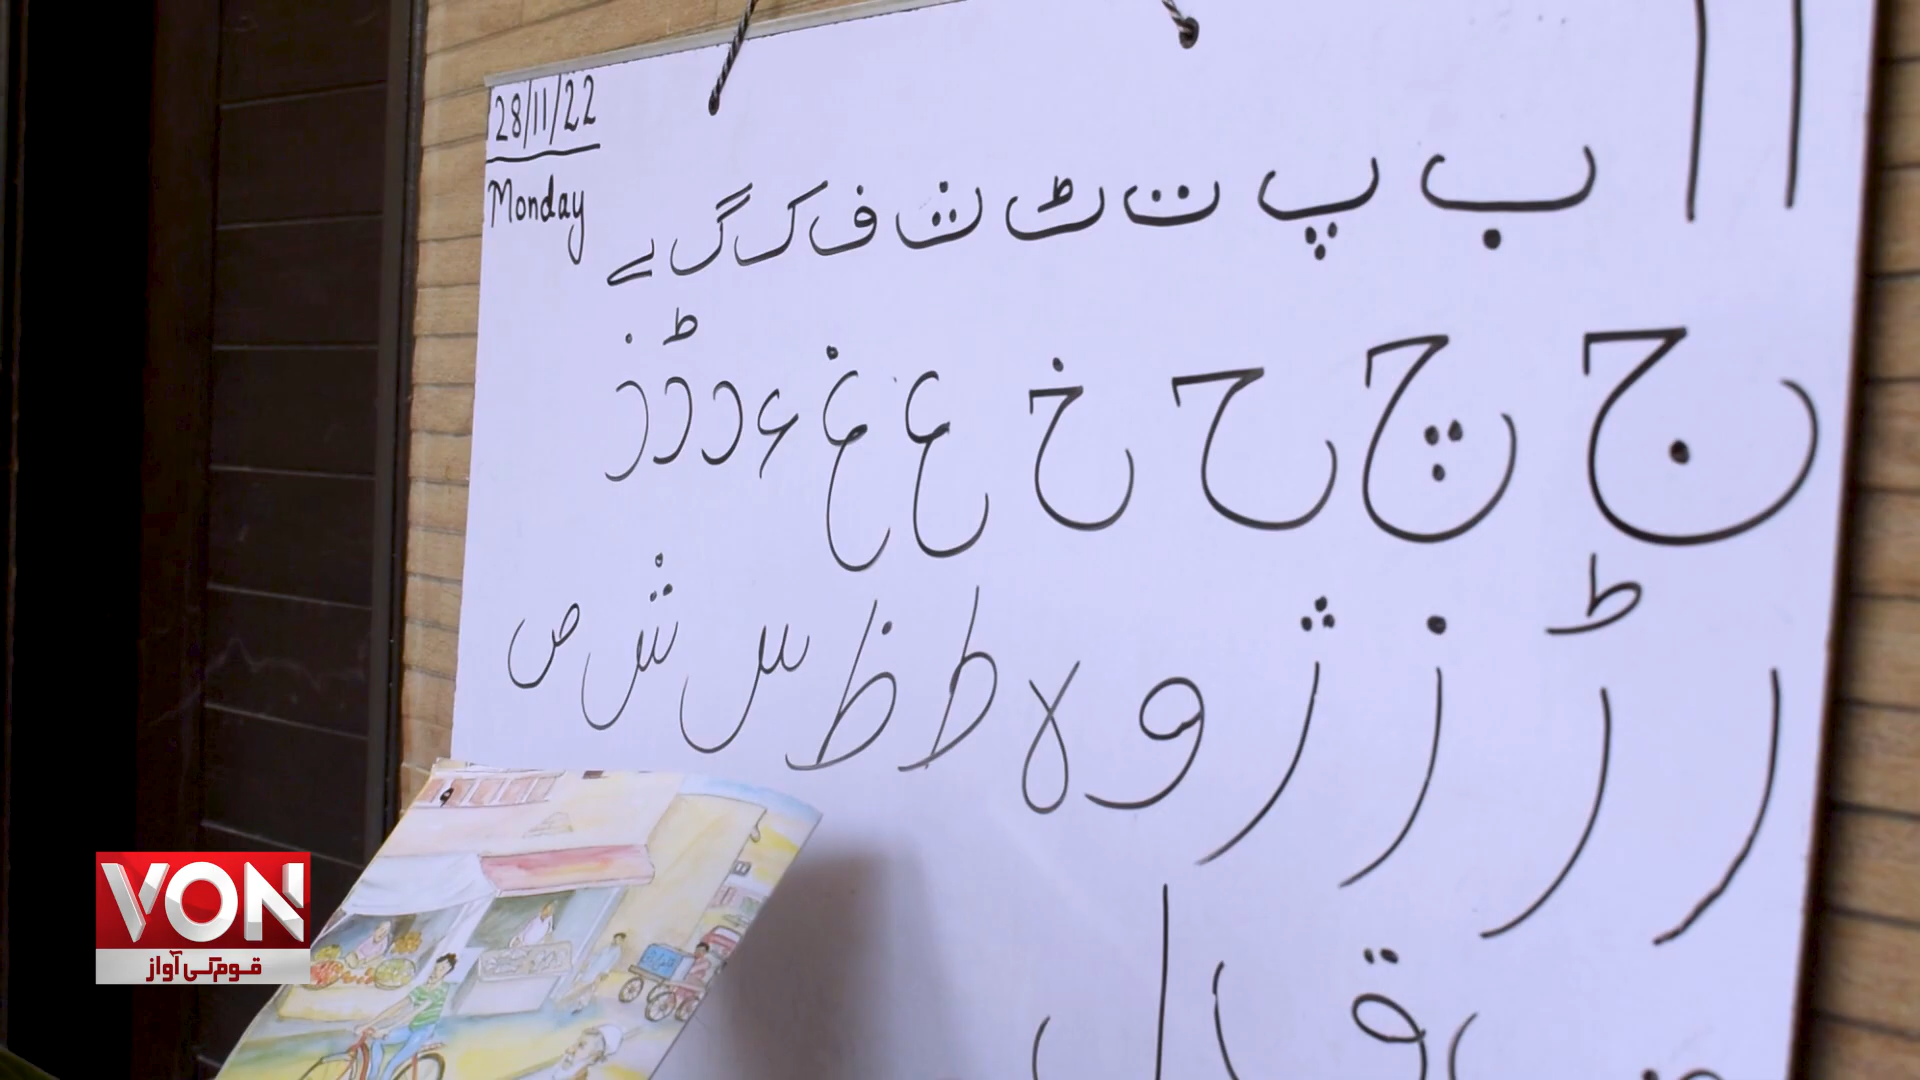 28/11/22
Monday
ا ا ب پ ت ٹ ث ف ک گ ے
ج چ ح خ ع غ ء د ڈ ذ
ر ڑ ز ژ و ہ ط ظ س ش ص
ق ل
VON
قوم کی آواز